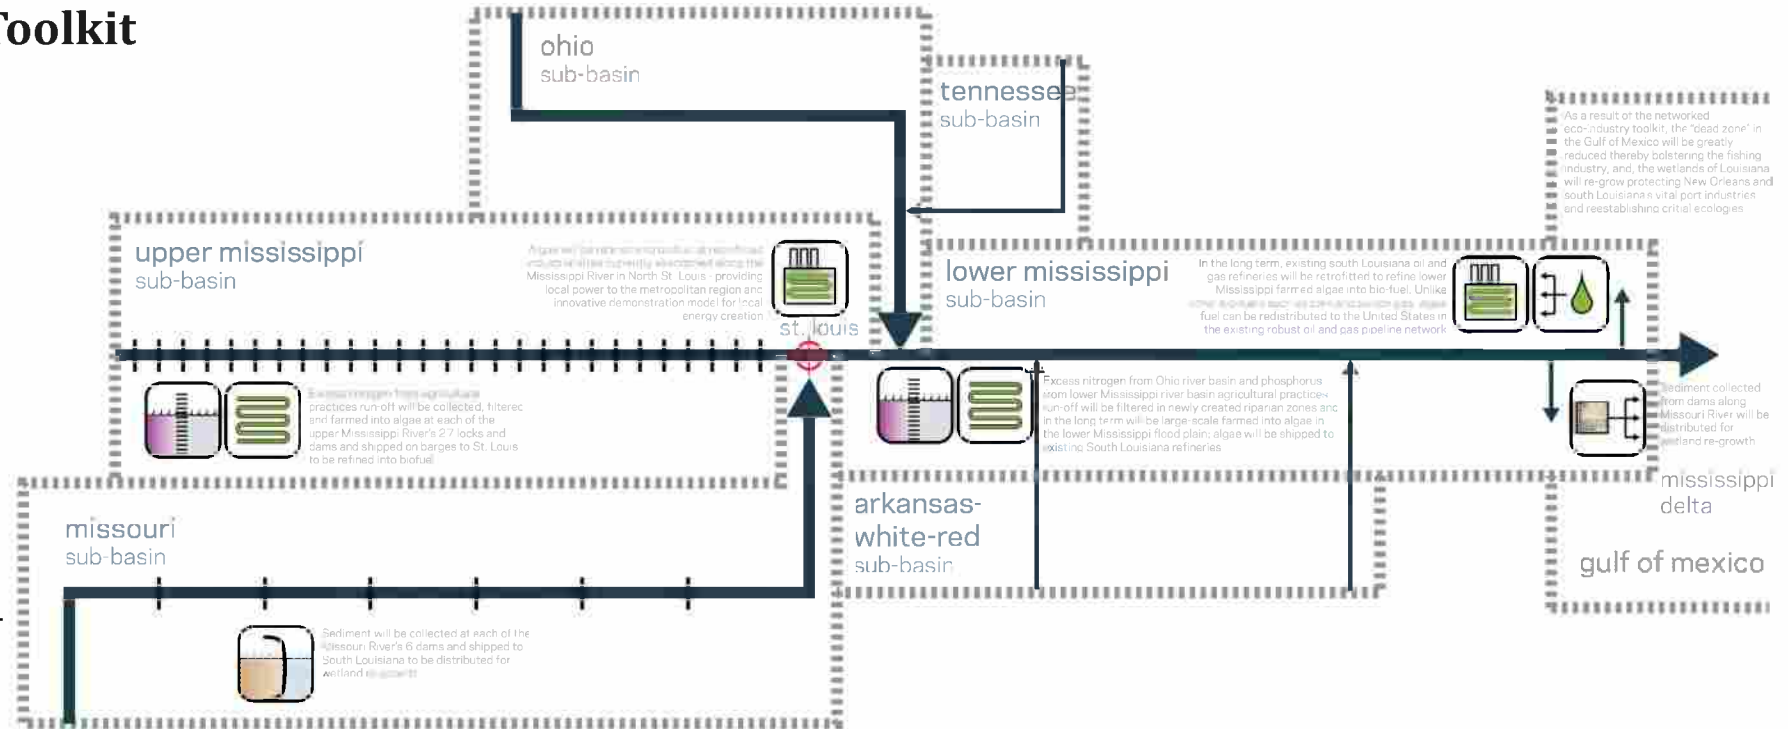 Toolkit
ohio
sub-basin
tennessee
sub-basin
As a result of the networked
eco-industry toolkit, the "dead zone" in
the Gulf of Mexico will be greatly
reduced thereby bolstering the fishing
industry, and, the wetlands of Louisiana
will re-grow protecting New Orleans and
south Louisiana's vital port industries
and reestablishing critial ecologies
upper mississippi
sub-basin
Mississippi River in North St. Louis - providing
local power to the metropolitan region and
innovative demonstration model for local
energy creation
st. louis
lower mississippi
sub-basin
In the long term, existing south Louisiana oil and
gas refineries will be retrofitted to refine lower
Mississippi farmed algae into bio-fuel. Unlike
fuel can be redistributed to the United States in
the existing robust oil and gas pipeline network
Excess nitrogen from agricultural
practices run-off will be collected, filtered
and farmed into algae at each of the
upper Mississippi River's 27 locks and
dams and shipped on barges to St. Louis
to be refined into biofuel
Excess nitrogen from Ohio river basin and phosphorus
from lower Mississippi river basin agricultural practices
run-off will be filtered in newly created riparian zones and
in the long term will be large-scale farmed into algae in
the lower Mississippi flood plain; algae will be shipped to
existing South Louisiana refineries
Sediment collected
from dams along
Missouri River will be
distributed for
wetland re-growth
mississippi
delta
gulf of mexico
missouri
sub-basin
arkansas-
white-red
sub-basin
Sediment will be collected at each of the
Missouri River's 6 dams and shipped to
South Louisiana to be distributed for
wetland